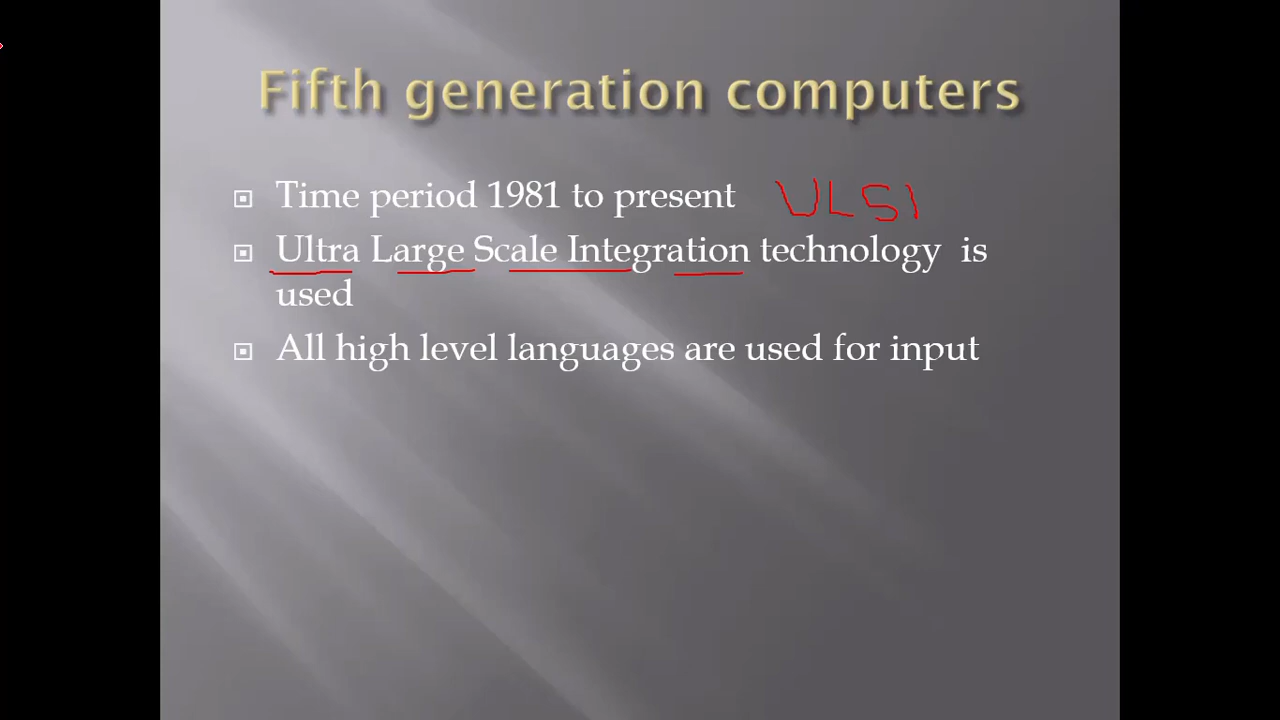 Fifth generation computers
Time period 1981 to present ULSI
Ultra Large Scale Integration technology is
used
All high level languages are used for input